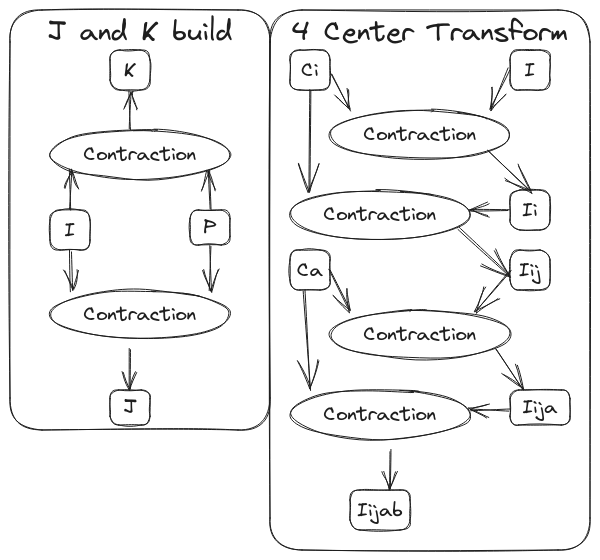 J and K build
K
Contraction
I
P
Contraction
J
4 Center Transform
Ci
I
Contraction
Contraction
Ii
Ca
Iij
Contraction
Contraction
Iija
Iijab